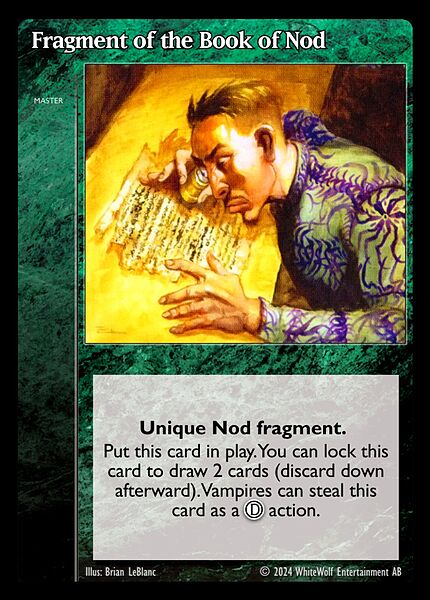 Fragment of the Book of Nod
MASTER
Unique Nod fragment.
Put this card in play. You can lock this
card to draw 2 cards (discard down
afterward). Vampires can steal this
card as a Ⓓ action.
Illus: Brian LeBlanc
© 2024 WhiteWolf Entertainment AB